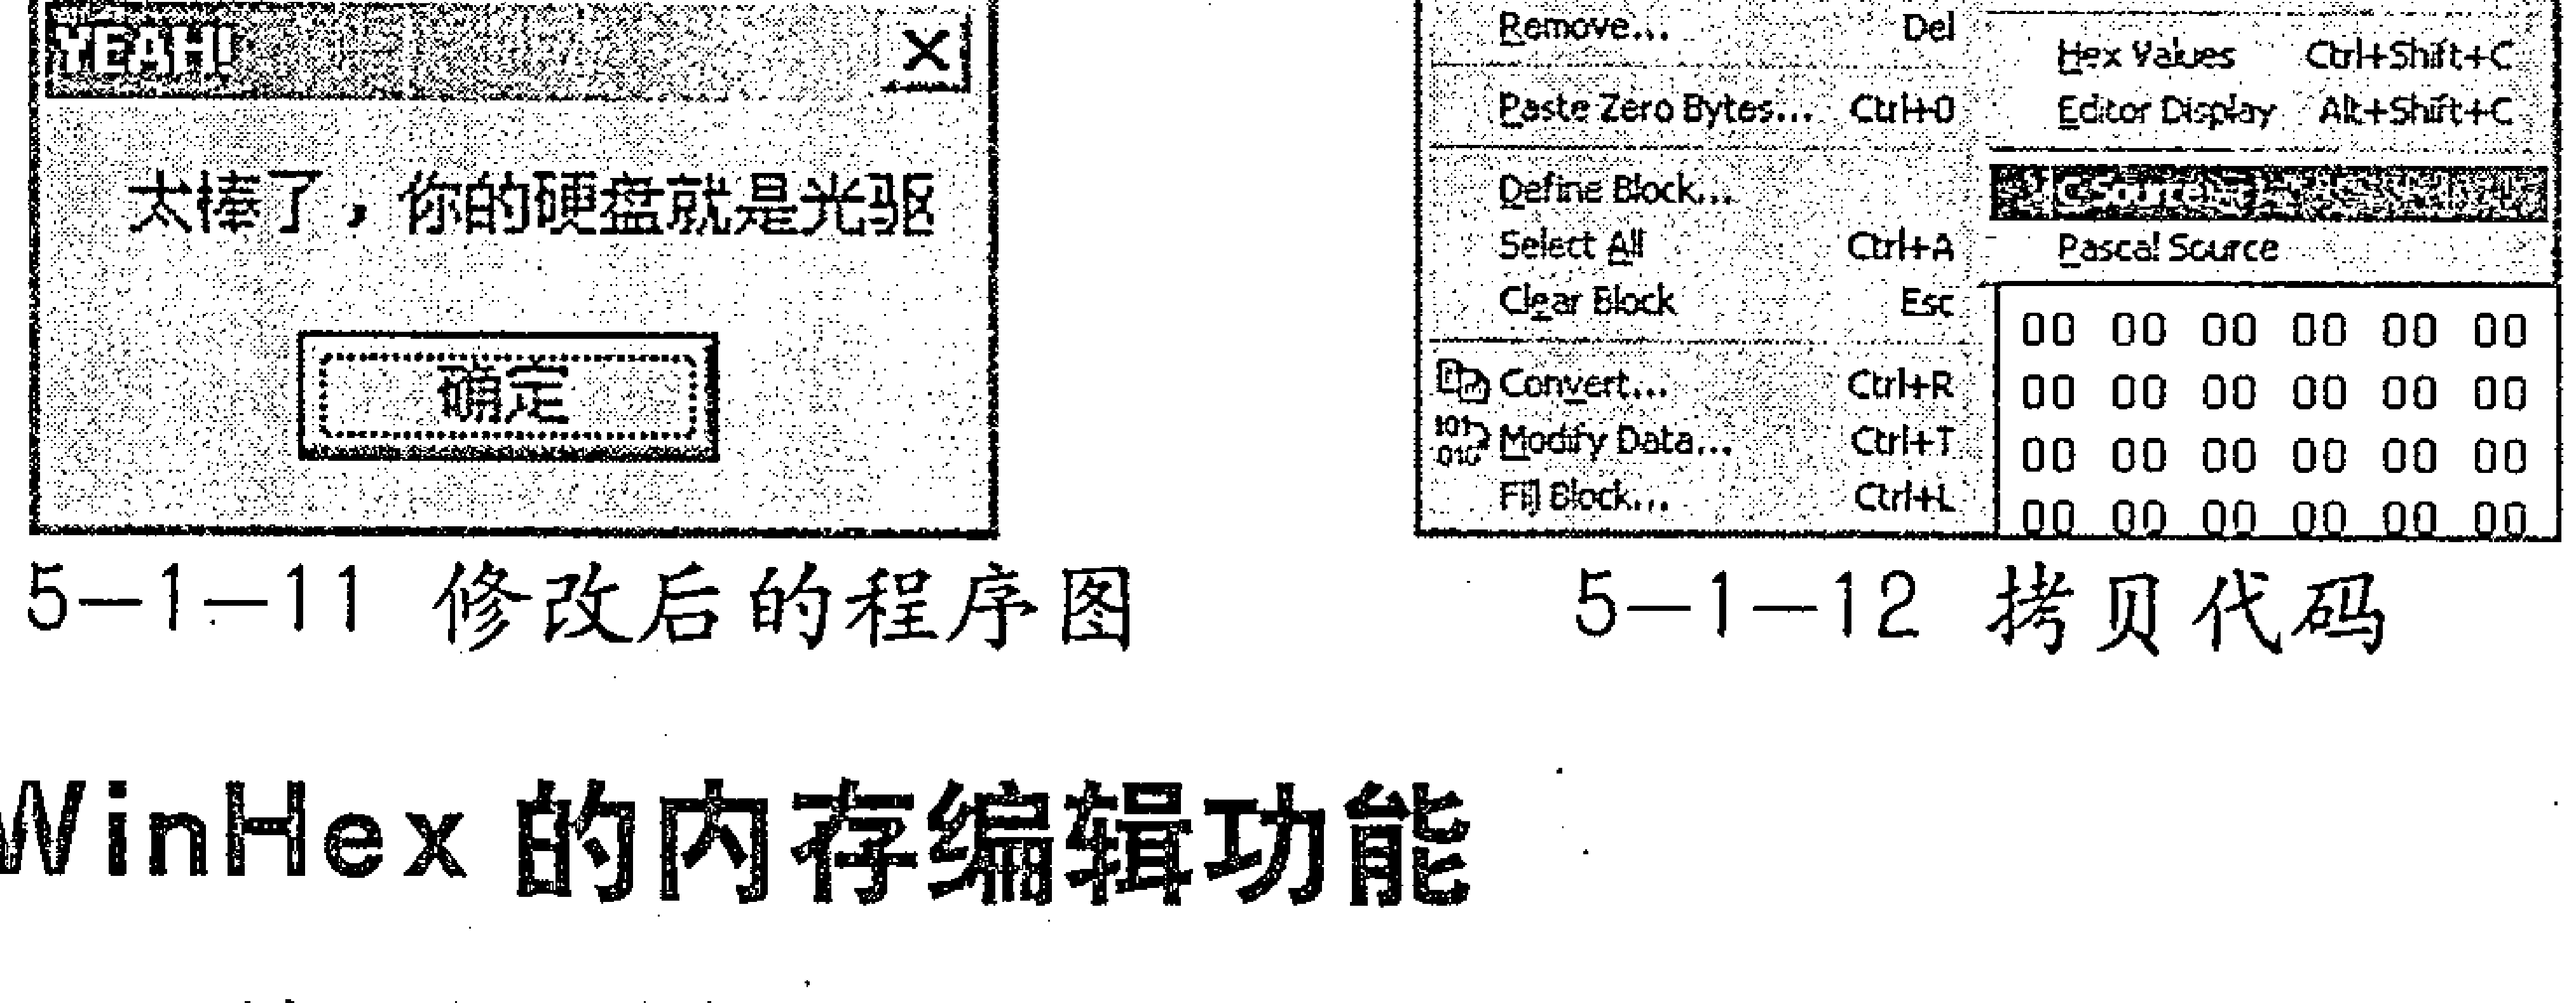 YEAH!
太棒了，你的硬盘就是光驱
确定
Remove... Del
Paste Zero Bytes... Ctrl+0
Define Block...
Select All Ctrl+A
Clear Block Esc
Convert... Ctrl+R
Modify Data... Ctrl+T
Fill Block... Ctrl+L
Hex Values Ctrl+Shift+C
Editor Display Alt+Shift+C
C Source
Pascal Source
00 00 00 00 00 00
00 00 00 00 00 00
00 00 00 00 00 00
00 00 00 00 00 00
5-1-11 修改后的程序图
5-1-12 拷贝代码
WinHex 的内存编辑功能